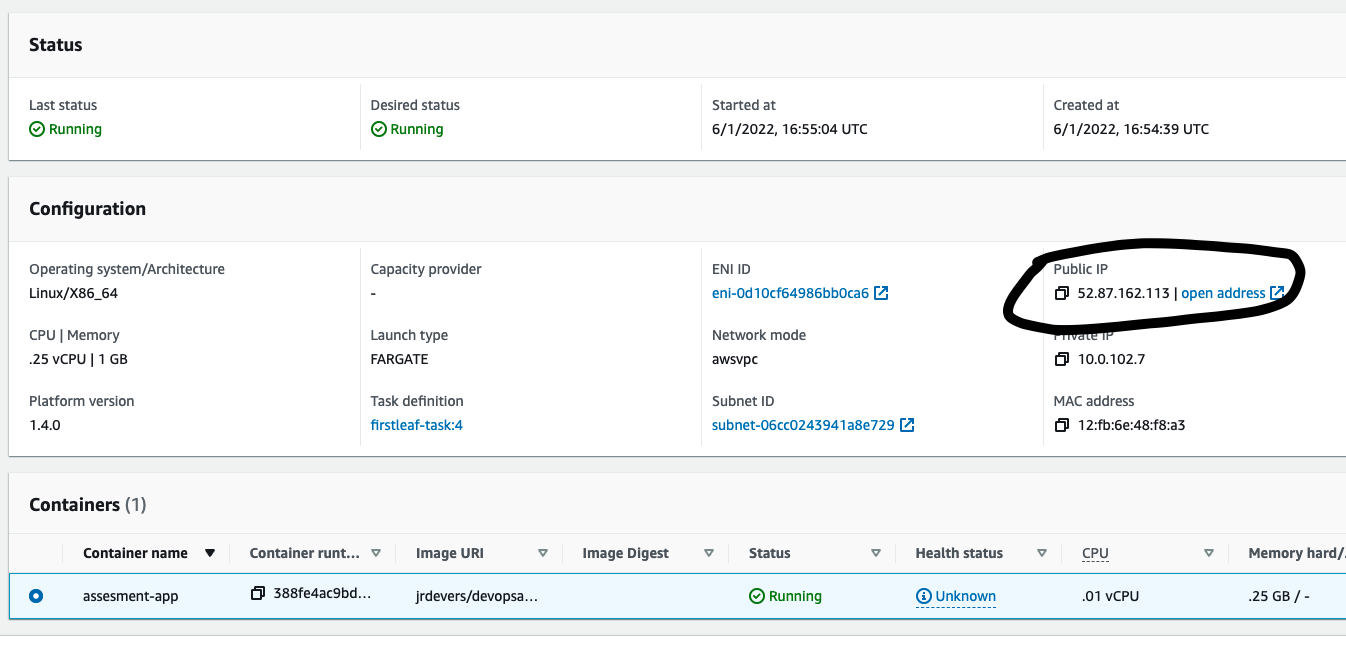 Status
Last status
Desired status
Started at
Created at
Running
Running
6/1/2022, 16:55:04 UTC
6/1/2022, 16:54:39 UTC
Configuration
Operating system/Architecture
Capacity provider
ENI ID
Public IP
Linux/X86_64
-
eni-0d10cf64986bb0ca6
52.87.162.113 | open address
CPU | Memory
Launch type
Network mode
Private IP
.25 vCPU | 1 GB
FARGATE
awsvpc
10.0.102.7
Platform version
Task definition
Subnet ID
MAC address
1.4.0
firstleaf-task:4
subnet-06cc0243941a8e729
12:fb:6e:48:f8:a3
Containers (1)
Container name
Container runt...
Image URI
Image Digest
Status
Health status
CPU
Memory hard/.
assesment-app
388fe4ac9bd...
jrdevers/devopsa...
Running
Unknown
.01 vCPU
.25 GB / -